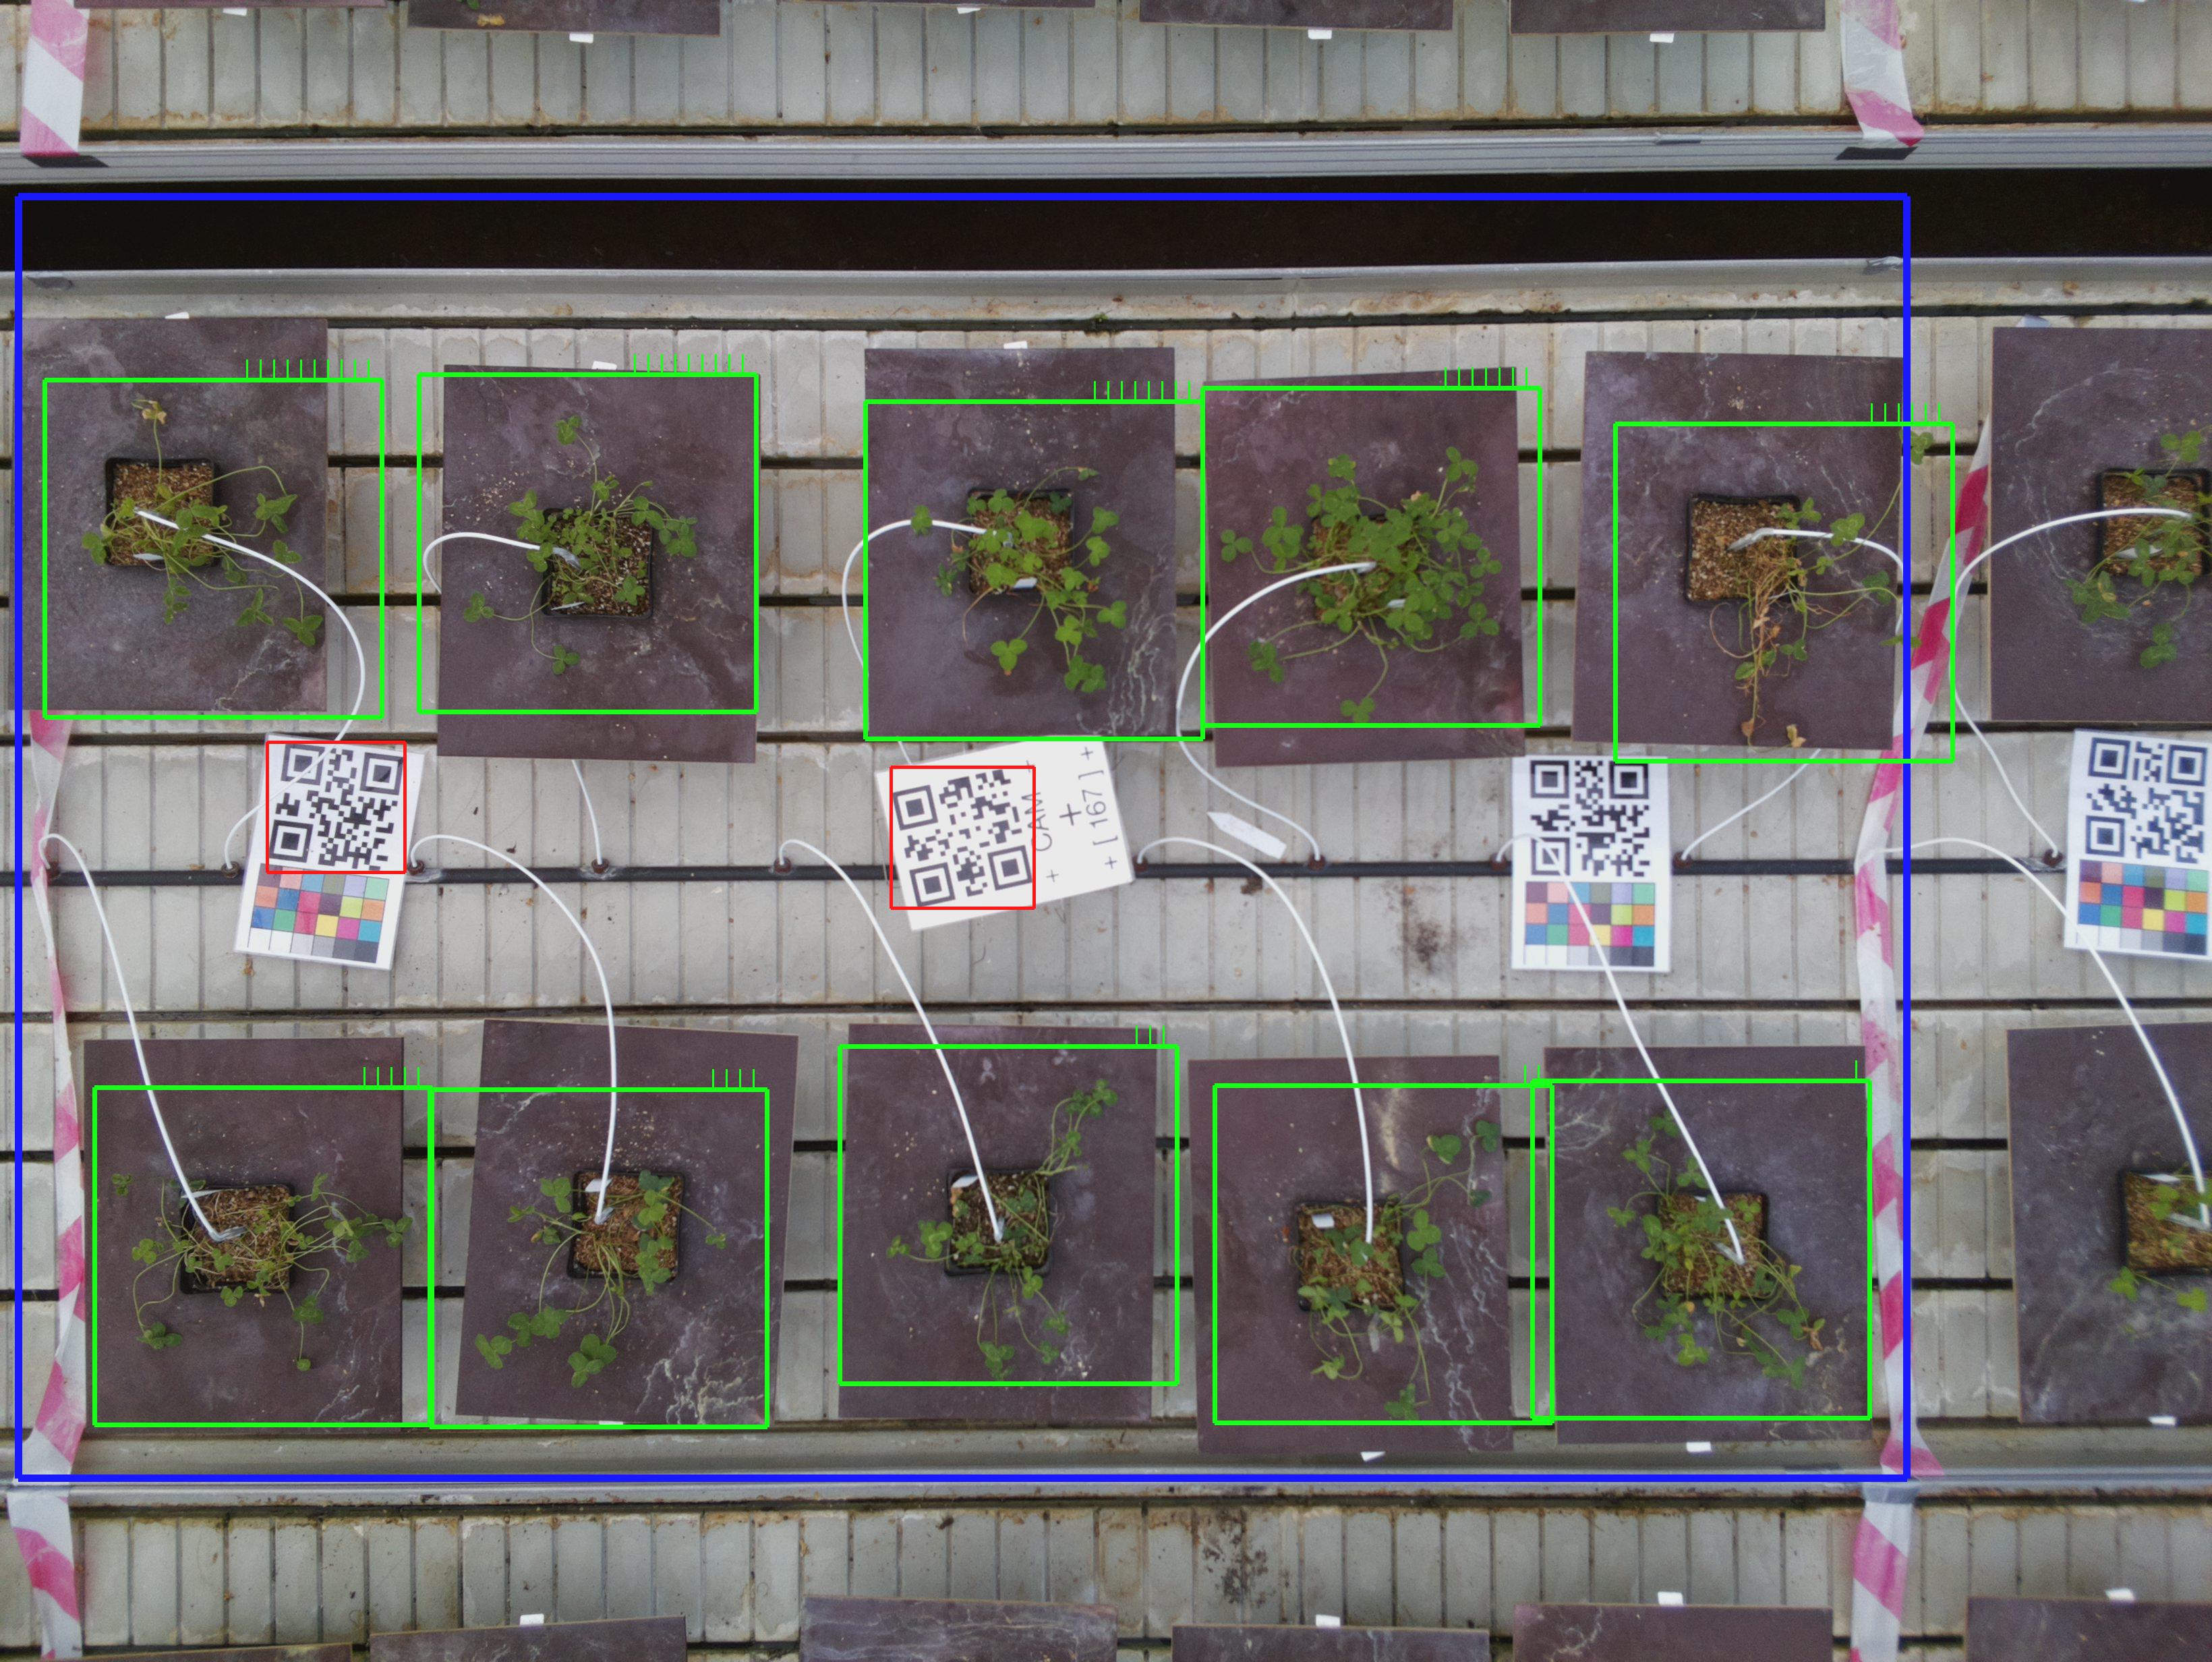 CAM
+
+ [ 167 ] +